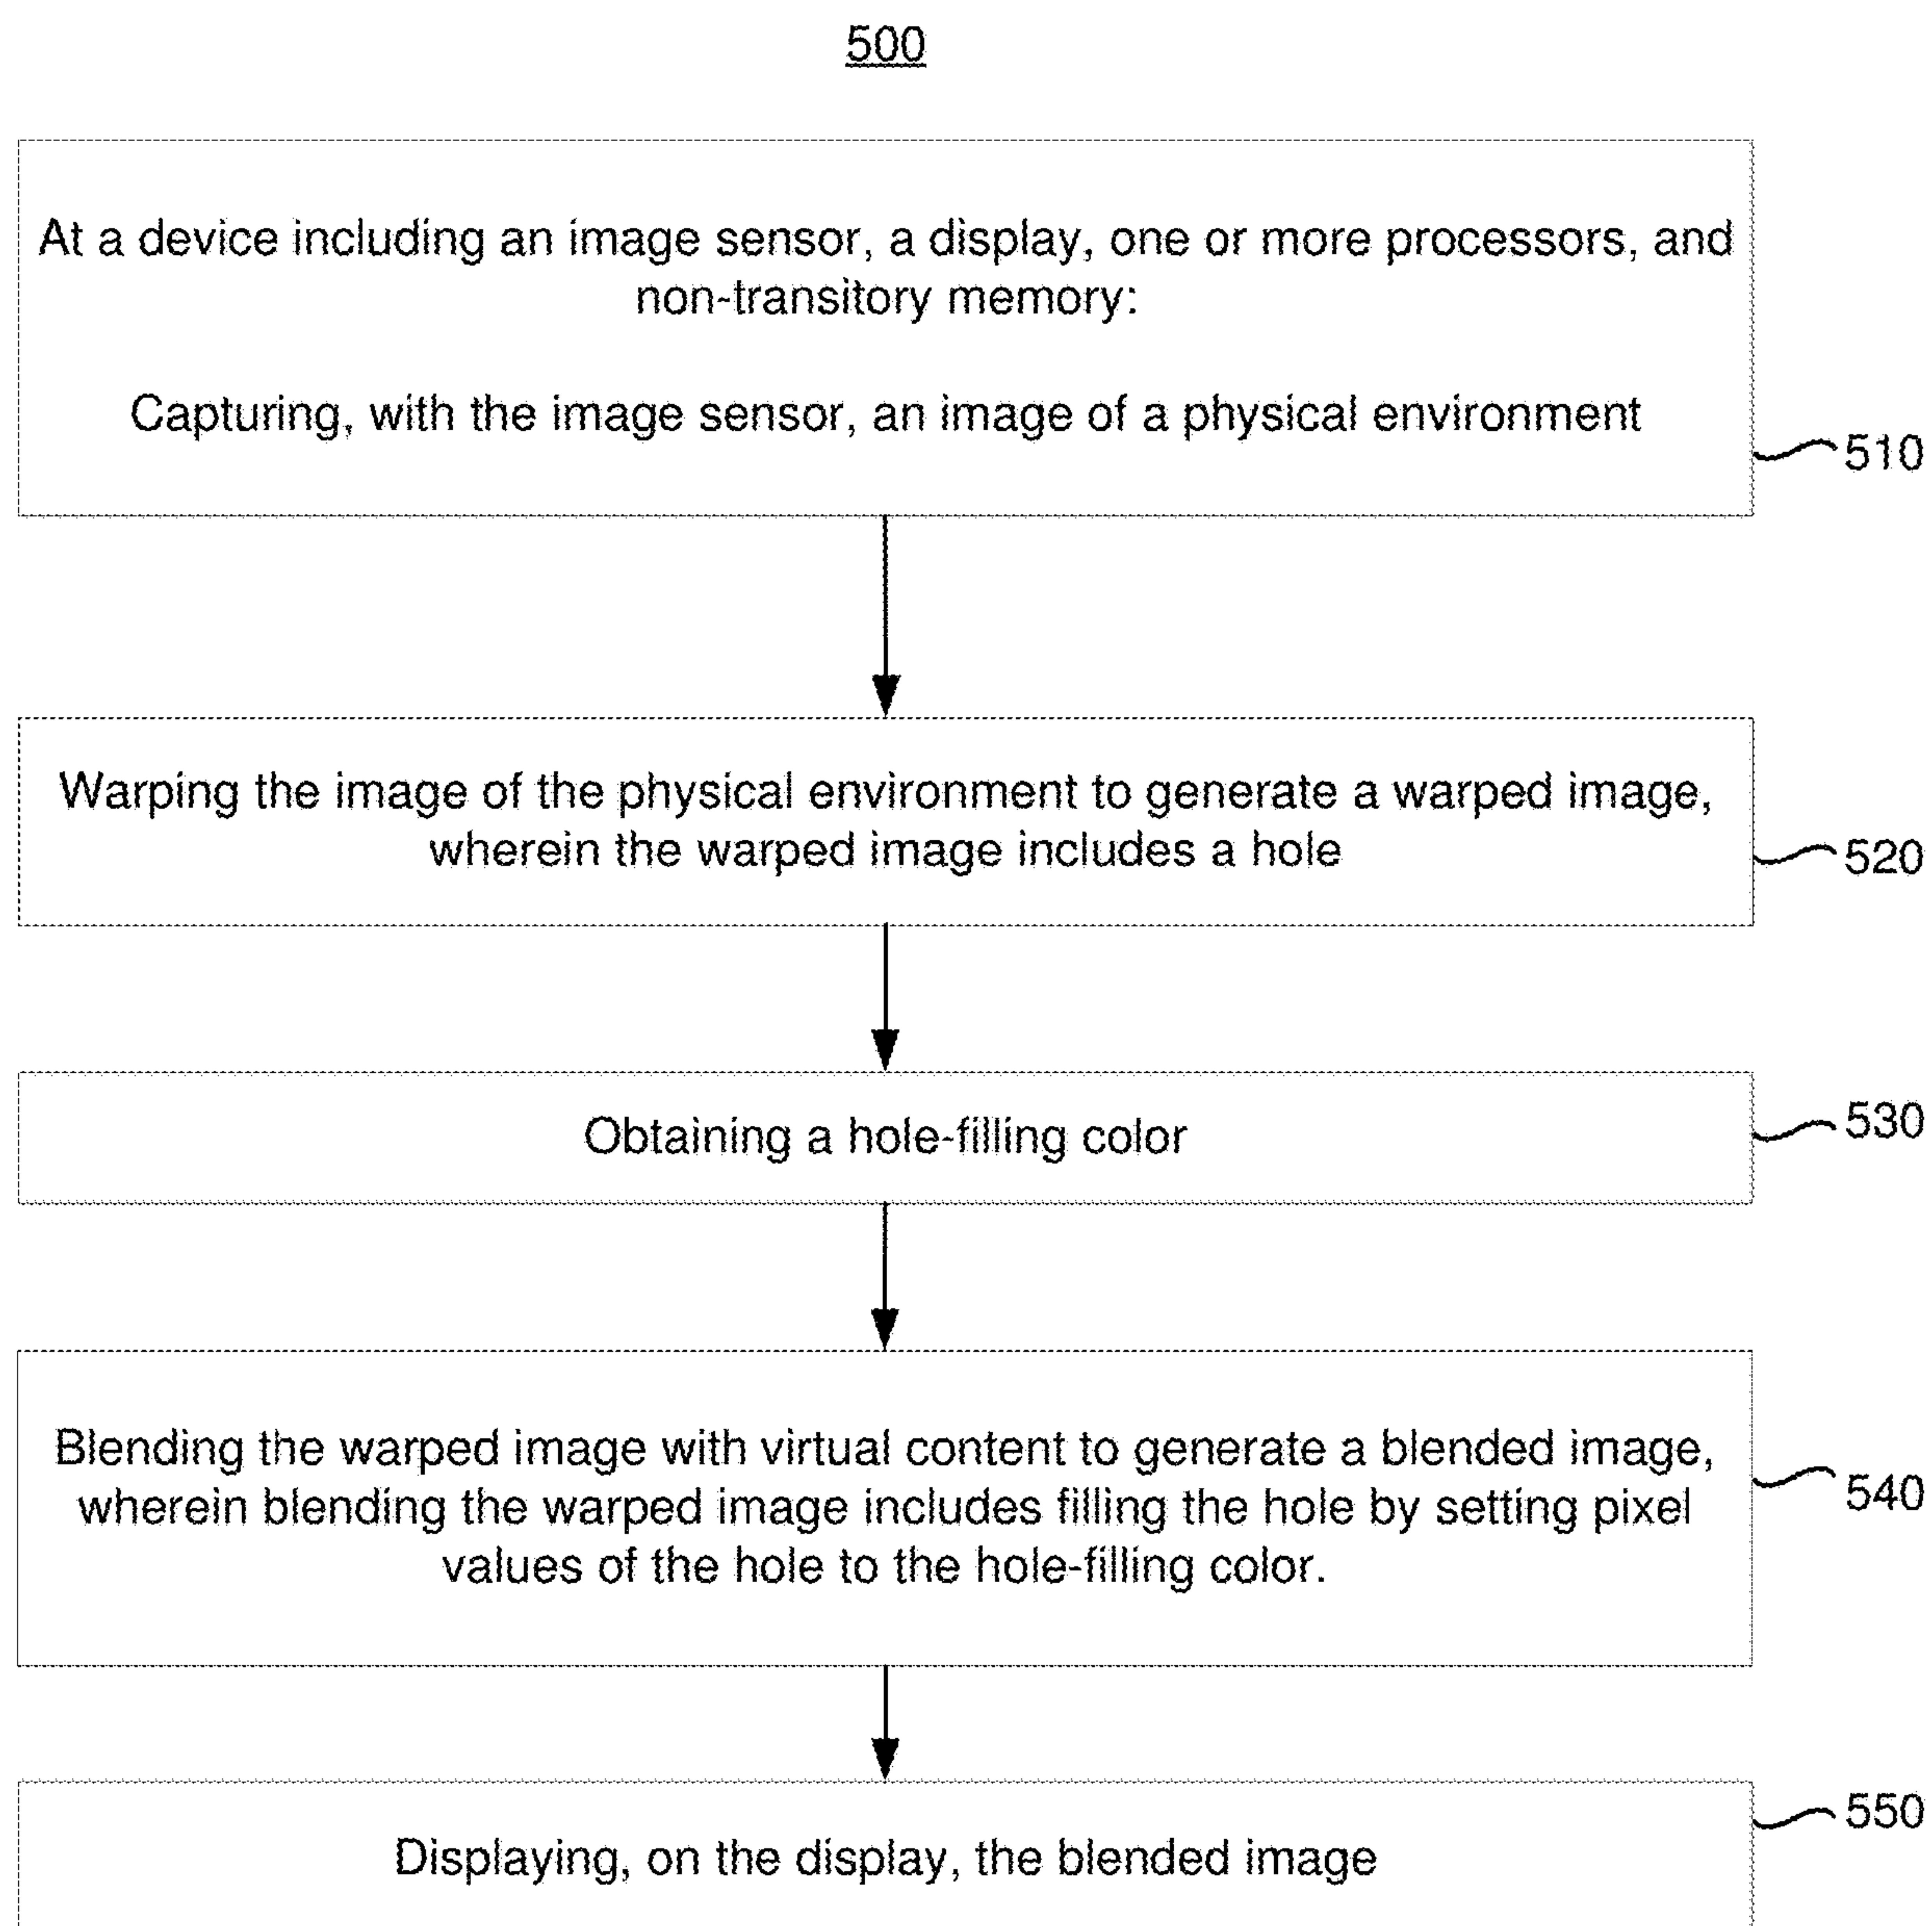 500
At a device including an image sensor, a display, one or more processors, and
non-transitory memory:
Capturing, with the image sensor, an image of a physical environment
510
Warping the image of the physical environment to generate a warped image,
wherein the warped image includes a hole
520
Obtaining a hole-filling color
530
Blending the warped image with virtual content to generate a blended image,
wherein blending the warped image includes filling the hole by setting pixel
values of the hole to the hole-filling color.
540
Displaying, on the display, the blended image
550